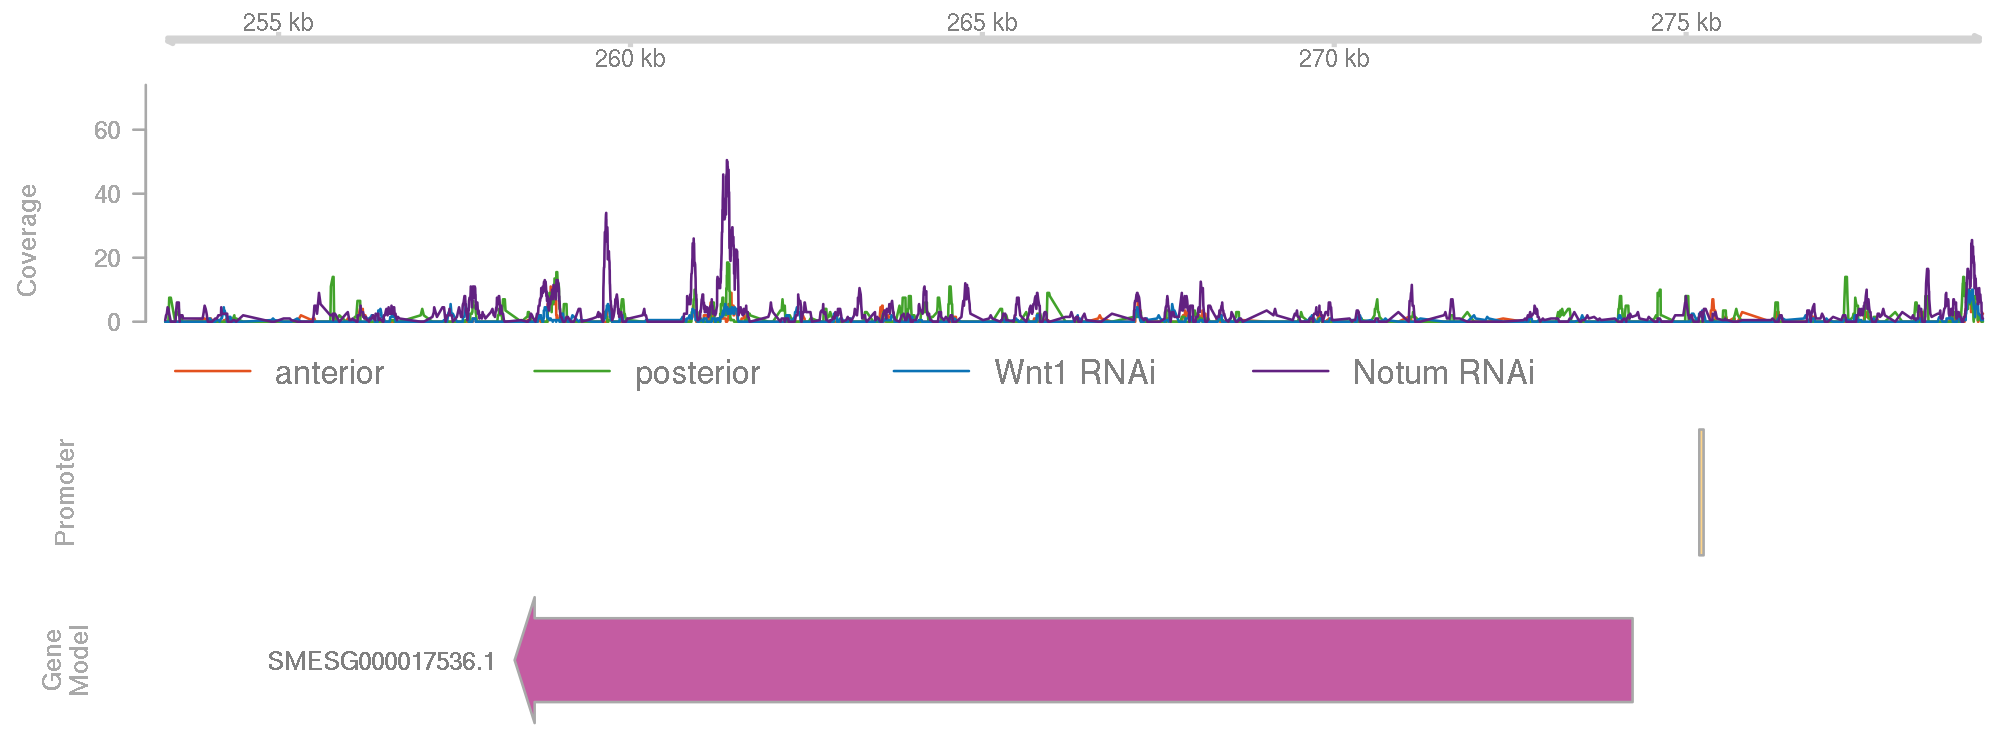 255 kb 265 kb 275 kb
260 kb 270 kb
Coverage
60
40
20
0
anterior posterior Wnt1 RNAi Notum RNAi
Promoter
Gene
Model
SMESG000017536.1